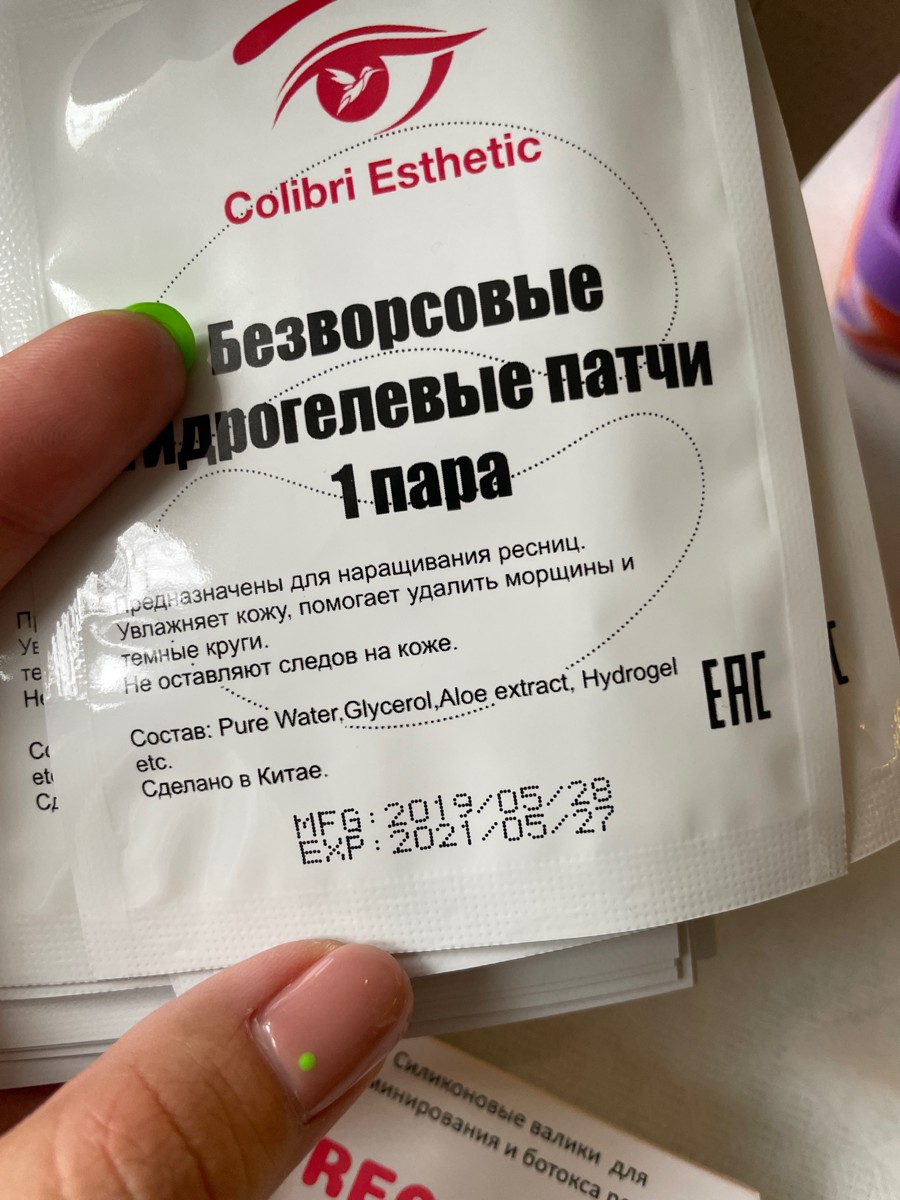 Colibri Esthetic
Безворсовые
гидрогелевые патчи
1 пара
Предназначены для наращивания ресниц.
Увлажняет кожу, помогает удалить морщины и
темные круги.
Не оставляют следов на коже.
Состав: Pure Water,Glycerol,Aloe extract, Hydrogel
etc.
Сделано в Китае.
EAC
MFG:2019/05/28
EXP:2021/05/27
Силиконовые валики для
и ботокса